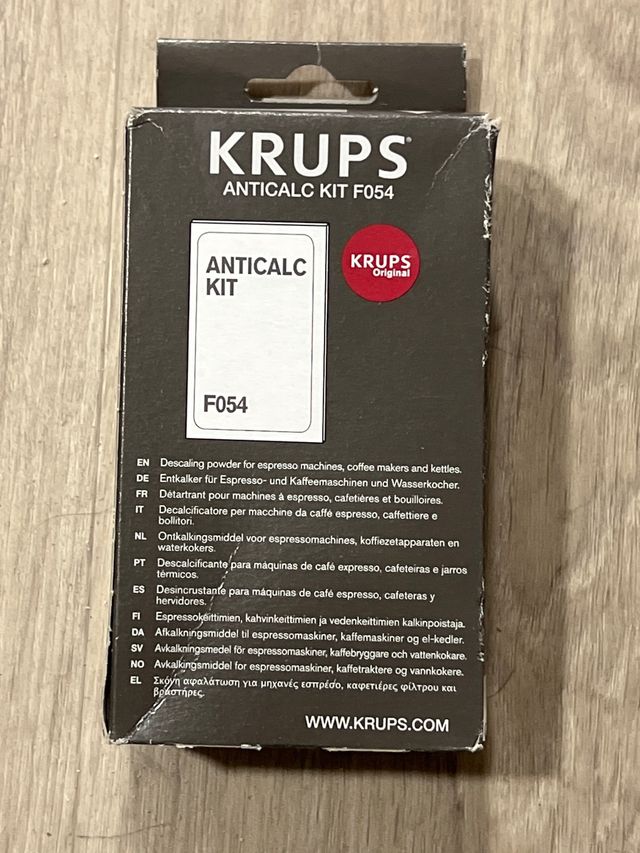 KRUPS
ANTICALC KIT F054
ANTICALC
KIT
F054
KRUPS
Original
EN Descaling powder for espresso machines, coffee makers and kettles.
DE Entkalker für Espresso- und Kaffeemaschinen und Wasserkocher.
FR Détartrant pour machines à espresso, cafetières et bouilloires.
IT Decalcificatore per macchine da caffé espresso, caffettiere e
bollitori.
NL Ontkalkingsmiddel voor espressomachines, koffiezetapparaten en
waterkokers.
PT Descalcificante para máquinas de café expresso, cafeteiras e jarros
térmicos.
ES Desincrustante para máquinas de café espresso, cafeteras y
hervidores.
FI Espressokeittimien, kahvinkeittimien ja vedenkeittimien kalkinpoistaja.
DA Afkalkningsmiddel til espressomaskiner, kaffemaskiner og el-kedler.
SV Avkalkningsmedel för espressomaskiner, kaffebryggare och vattenkokare.
NO Avkalkingsmiddel for espressomaskiner, kaffetraktere og vannkokere.
EL Σκόνη αφαλάτωση για μηχανές εσπρέσο, καφετιέρες φίλτρου και
βραστήρες.
WWW.KRUPS.COM